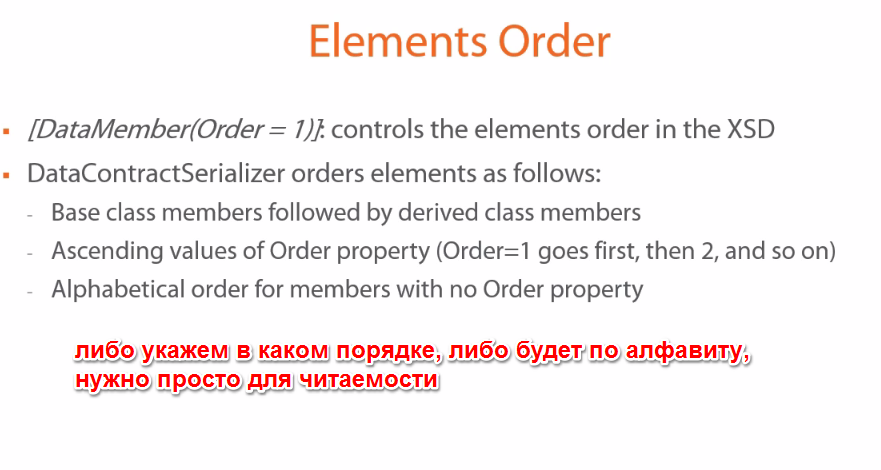 Elements Order
[DataMember(Order = 1)]: controls the elements order in the XSD
DataContractSerializer orders elements as follows:
- Base class members followed by derived class members
- Ascending values of Order property (Order=1 goes first, then 2, and so on)
- Alphabetical order for members with no Order property
либо укажем в каком порядке, либо будет по алфавиту,
нужно просто для читаемости